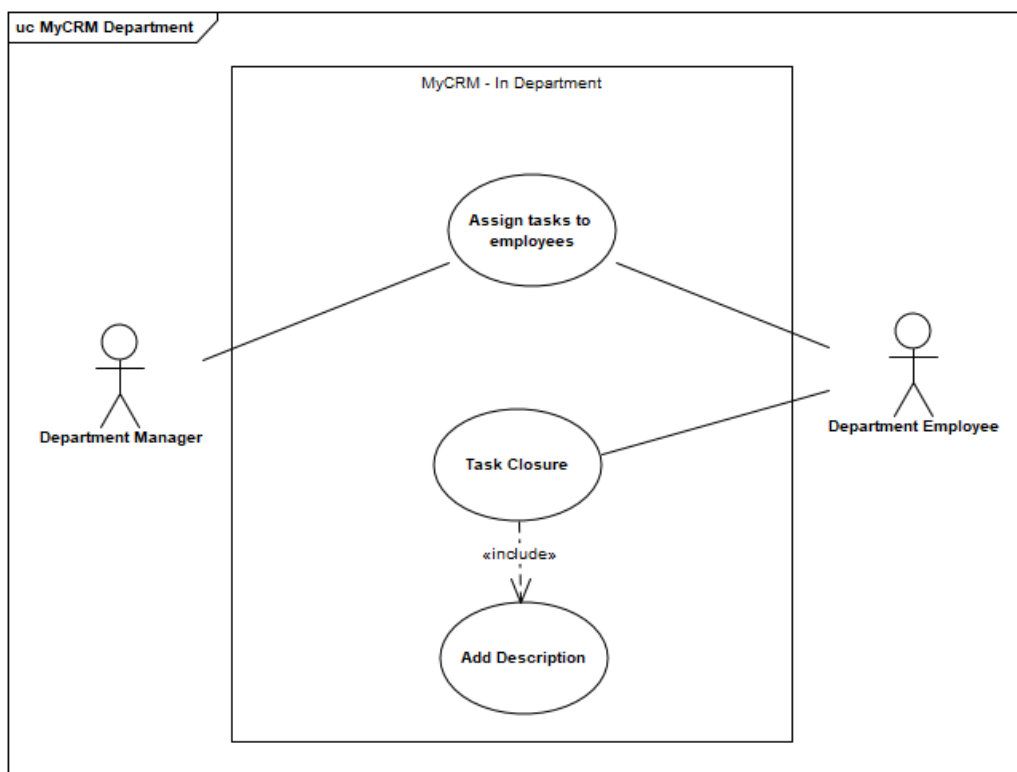 uc MyCRM Department
MyCRM - In Department
Assign tasks to
employees
Department Manager
Department Employee
Task Closure
«include»
Add Description